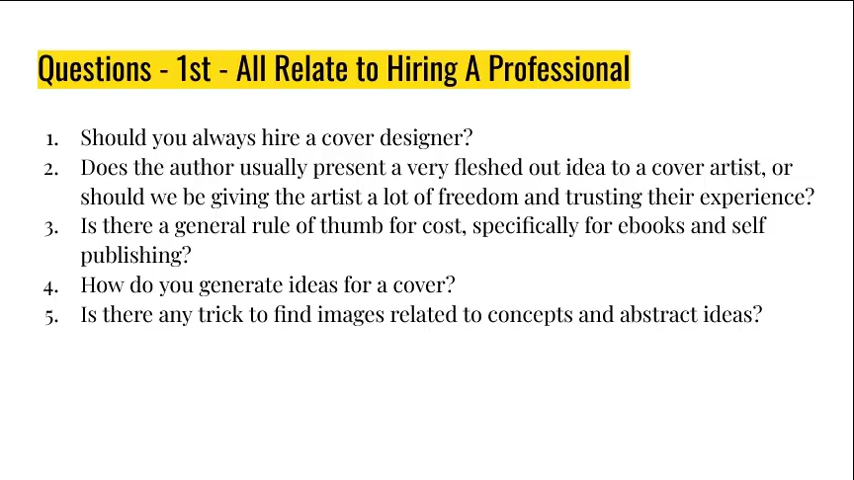 Questions - 1st - All Relate to Hiring A Professional
1. Should you always hire a cover designer?
2. Does the author usually present a very fleshed out idea to a cover artist, or
should we be giving the artist a lot of freedom and trusting their experience?
3. Is there a general rule of thumb for cost, specifically for ebooks and self
publishing?
4. How do you generate ideas for a cover?
5. Is there any trick to find images related to concepts and abstract ideas?